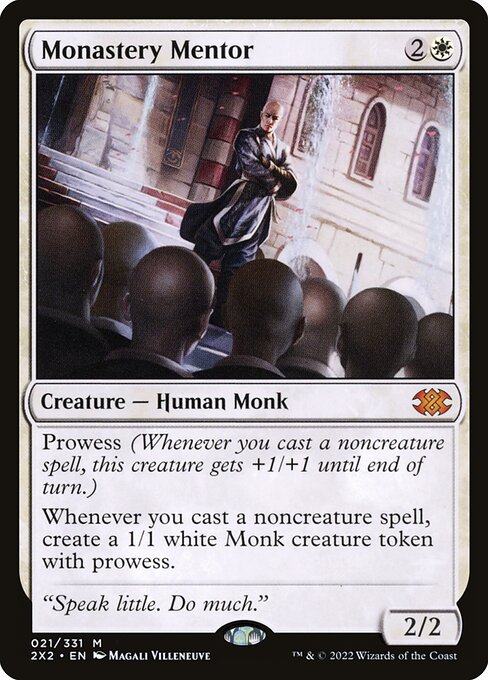 Monastery Mentor 2
Creature — Human Monk
Prowess (Whenever you cast a noncreature
spell, this creature gets +1/+1 until end of
turn.)
Whenever you cast a noncreature spell,
create a 1/1 white Monk creature token
with prowess.
“Speak little. Do much.”
2/2
021/331 M
2X2 • EN Magali Villeneuve
™ & © 2022 Wizards of the Coast